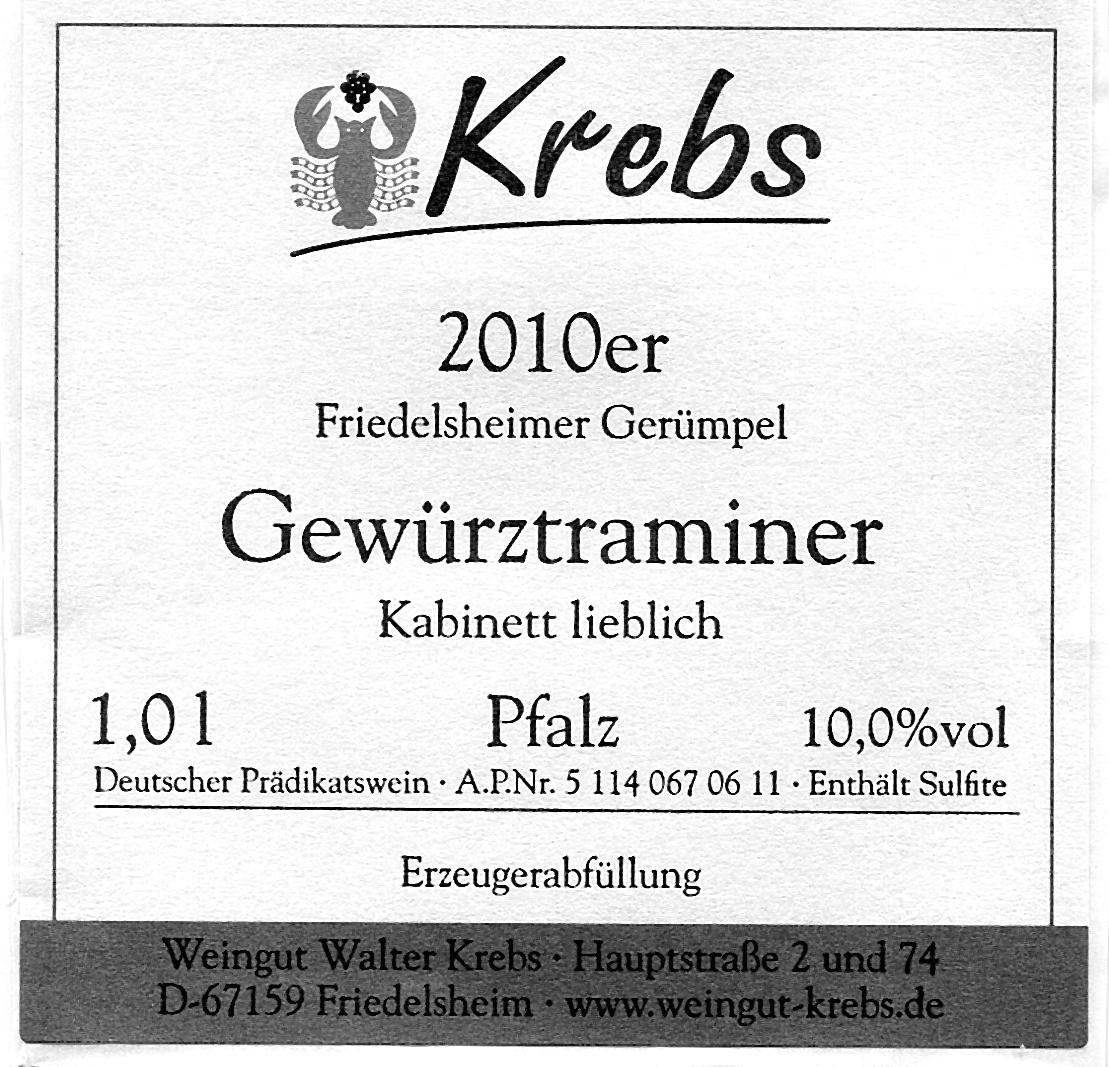 Krebs
2010er
Friedelsheimer Gerümpel
Gewürztraminer
Kabinett lieblich
1,0 l Pfalz 10,0%vol
Deutscher Prädikatswein · A.P.Nr. 5 114 067 06 11 · Enthält Sulfite
Erzeugerabfüllung
Weingut Walter Krebs · Hauptstraße 2 und 74
D-67159 Friedelsheim · www.weingut-krebs.de